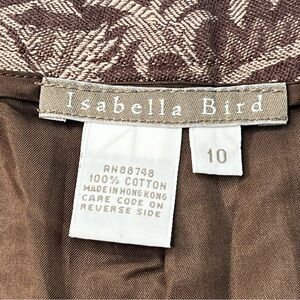 Isabella Bird
10
RN88748
100% COTTON
MADE IN HONG KONG
CARE CODE ON
REVERSE SIDE